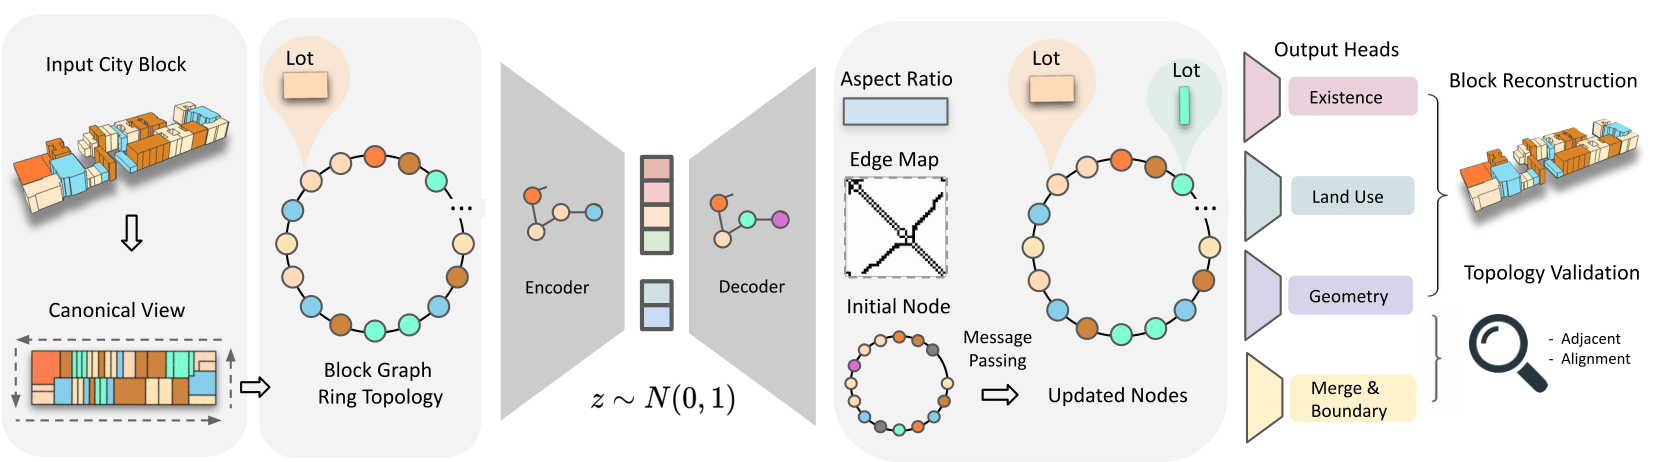 Input City Block
Canonical View
Lot
...
Block Graph
Ring Topology
Encoder
Decoder
z ∼ N(0, 1)
Aspect Ratio
Edge Map
Initial Node
Message
Passing
Lot
Lot
...
Updated Nodes
Output Heads
Existence
Land Use
Geometry
Merge &
Boundary
Block Reconstruction
Topology Validation
- Adjacent
- Alignment